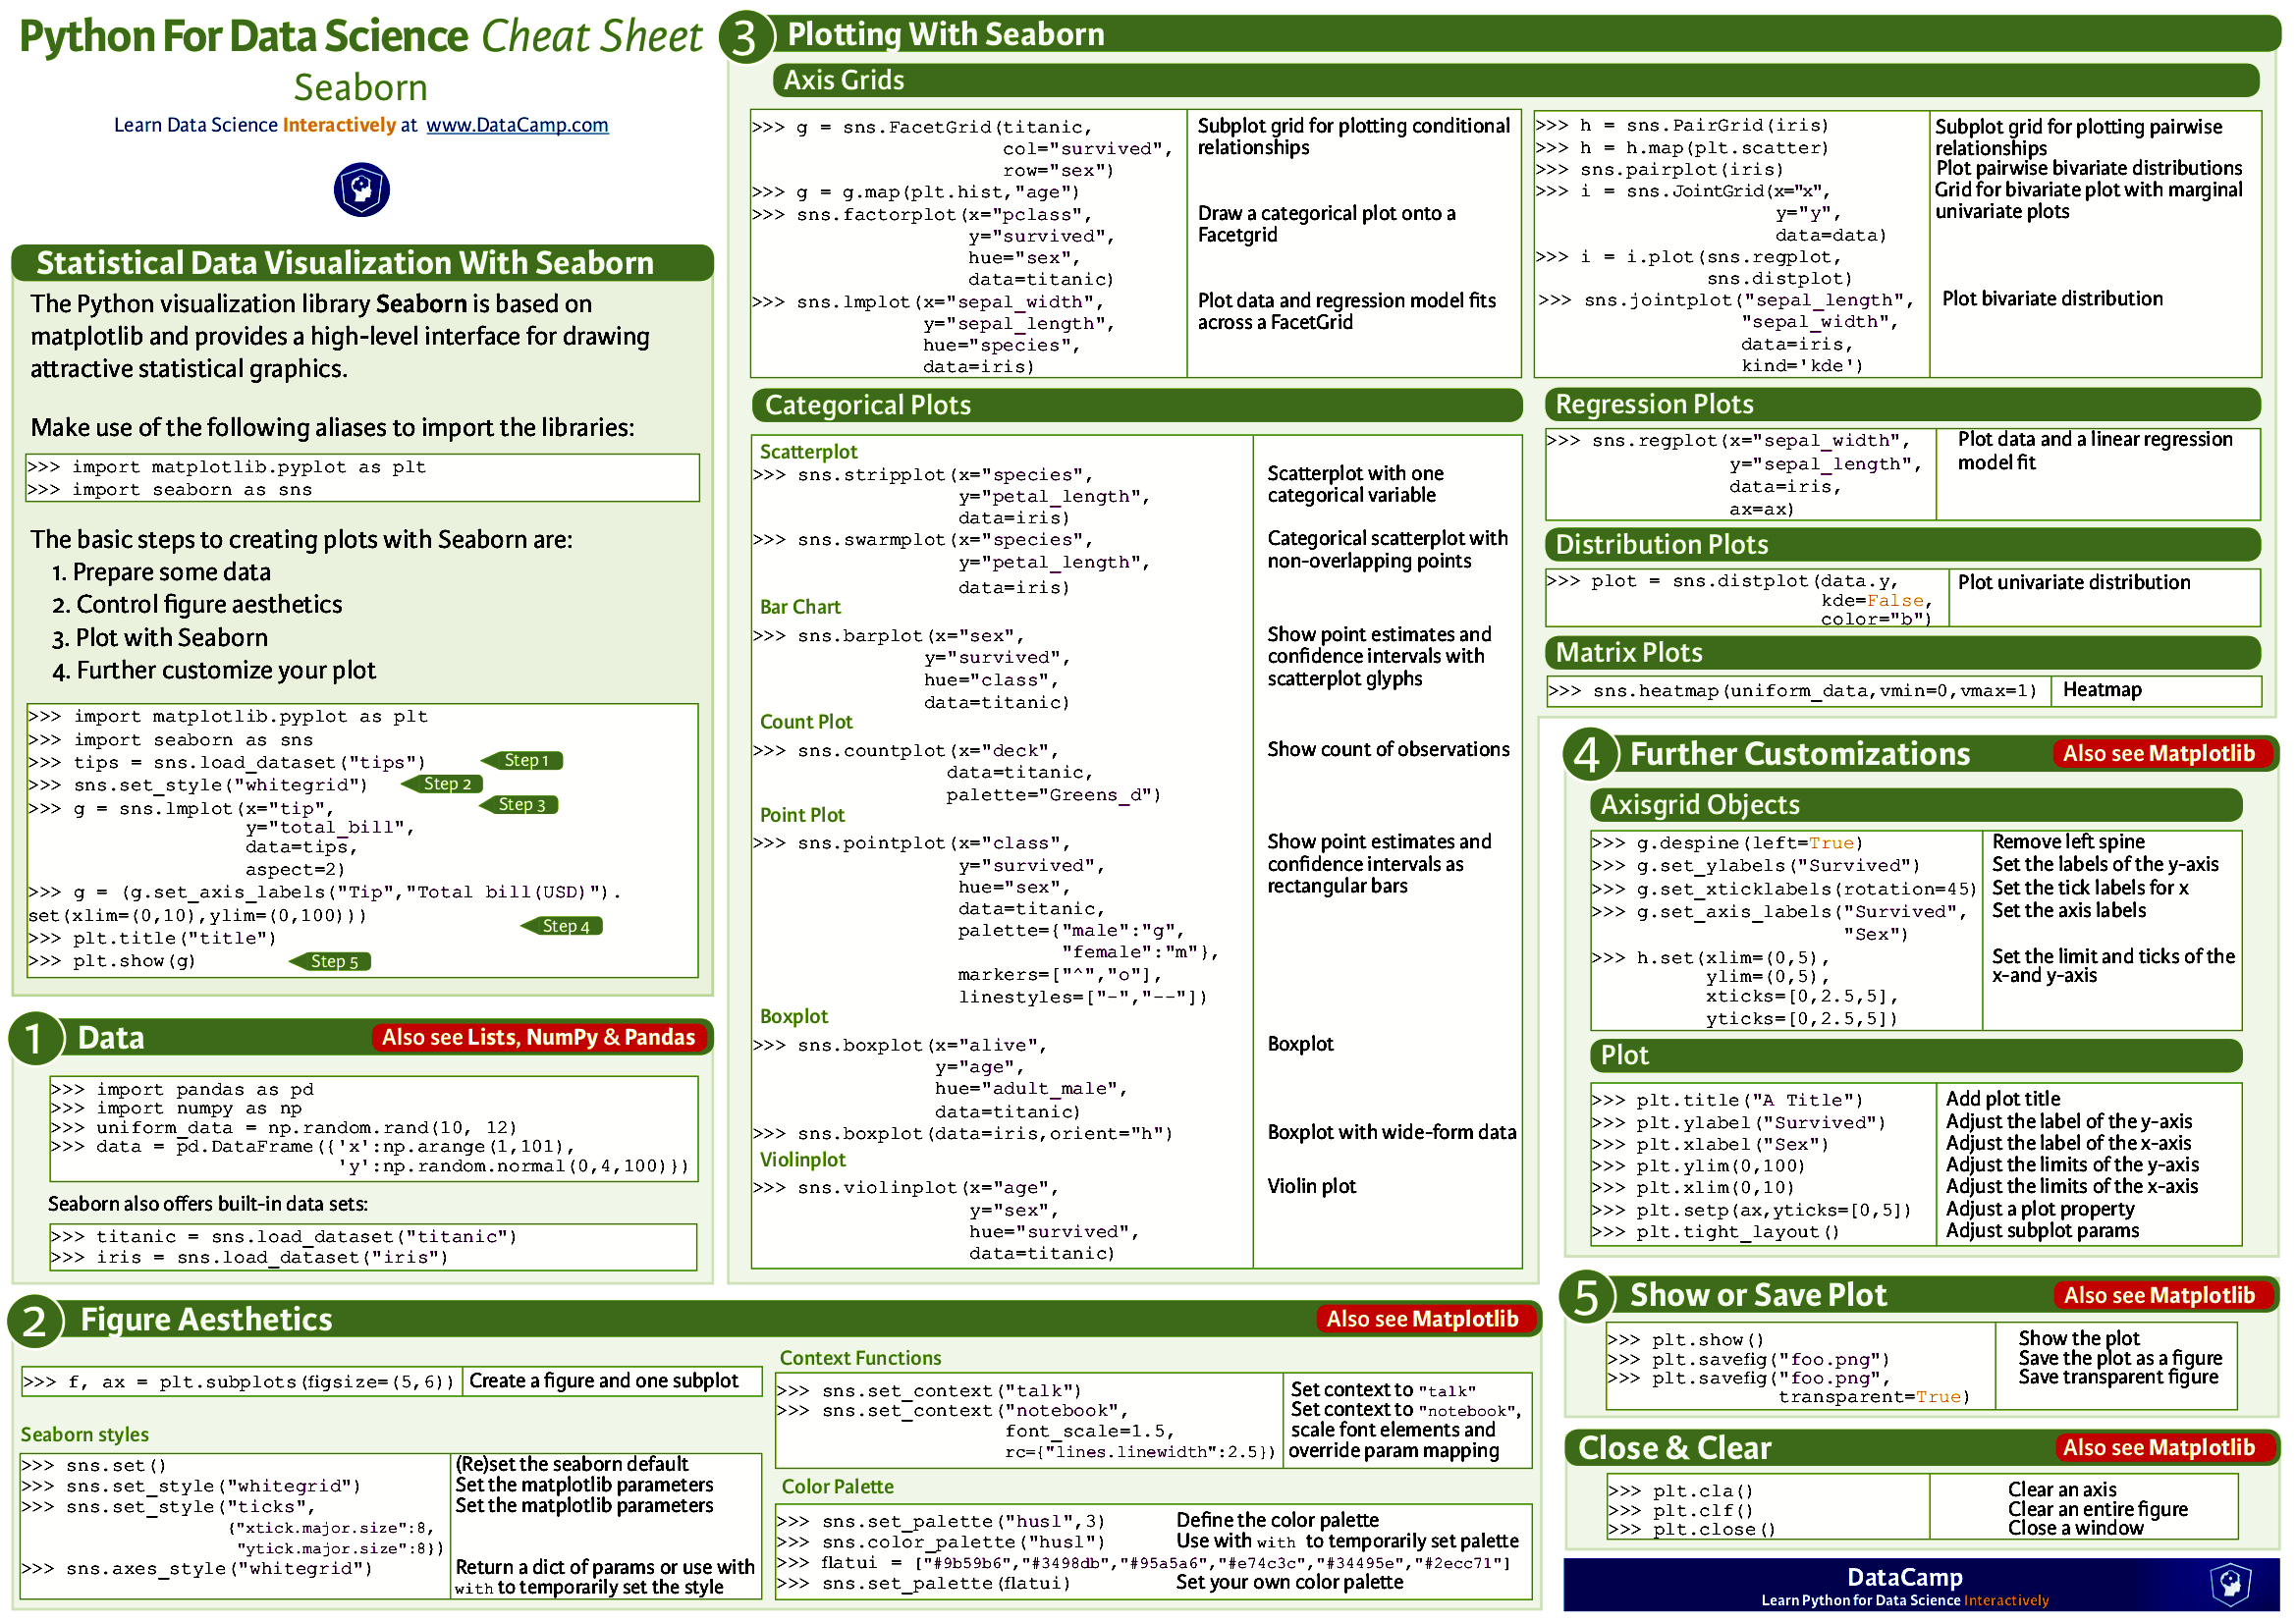 Python For Data Science Cheat Sheet
Seaborn
Learn Data Science Interactively at www.DataCamp.com
Statistical Data Visualization With Seaborn
The Python visualization library Seaborn is based on
matplotlib and provides a high-level interface for drawing
attractive statistical graphics.
Make use of the following aliases to import the libraries:
>>> import matplotlib.pyplot as plt
>>> import seaborn as sns
The basic steps to creating plots with Seaborn are:
1. Prepare some data
2. Control figure aesthetics
3. Plot with Seaborn
4. Further customize your plot
>>> import matplotlib.pyplot as plt
>>> import seaborn as sns
>>> tips = sns.load_dataset("tips") Step 1
>>> sns.set_style("whitegrid") Step 2
>>> g = sns.lmplot(x="tip", Step 3
y="total_bill",
data=tips,
aspect=2)
>>> g = (g.set_axis_labels("Tip","Total bill(USD)").
set(xlim=(0,10),ylim=(0,100)))
Step 4
>>> plt.title("title")
>>> plt.show(g) Step 5
1 Data Also see Lists, NumPy & Pandas
>>> import pandas as pd
>>> import numpy as np
>>> uniform_data = np.random.rand(10, 12)
>>> data = pd.DataFrame({'x':np.arange(1,101),
'y':np.random.normal(0,4,100)})
Seaborn also offers built-in data sets:
>>> titanic = sns.load_dataset("titanic")
>>> iris = sns.load_dataset("iris")
2 Figure Aesthetics Also see Matplotlib
>>> f, ax = plt.subplots(figsize=(5,6)) Create a figure and one subplot
Seaborn styles
>>> sns.set() (Re)set the seaborn default
>>> sns.set_style("whitegrid") Set the matplotlib parameters
>>> sns.set_style("ticks", Set the matplotlib parameters
{"xtick.major.size":8,
"ytick.major.size":8})
>>> sns.axes_style("whitegrid") Return a dict of params or use with
with to temporarily set the style
Context Functions
>>> sns.set_context("talk") Set context to "talk"
>>> sns.set_context("notebook", Set context to "notebook",
font_scale=1.5, scale font elements and
rc={"lines.linewidth":2.5}) override param mapping
Color Palette
>>> sns.set_palette("husl",3) Define the color palette
>>> sns.color_palette("husl") Use with with to temporarily set palette
>>> flatui = ["#9b59b6","#3498db","#95a5a6","#e74c3c","#34495e","#2ecc71"]
>>> sns.set_palette(flatui) Set your own color palette
3 Plotting With Seaborn
Axis Grids
>>> g = sns.FacetGrid(titanic, Subplot grid for plotting conditional
col="survived", relationships
row="sex")
>>> g = g.map(plt.hist,"age")
>>> sns.factorplot(x="pclass", Draw a categorical plot onto a
y="survived", Facetgrid
hue="sex",
data=titanic)
>>> sns.lmplot(x="sepal_width", Plot data and regression model fits
y="sepal_length", across a FacetGrid
hue="species",
data=iris)
>>> h = sns.PairGrid(iris) Subplot grid for plotting pairwise
>>> h = h.map(plt.scatter) relationships
>>> sns.pairplot(iris) Plot pairwise bivariate distributions
>>> i = sns.JointGrid(x="x", Grid for bivariate plot with marginal
y="y", univariate plots
data=data)
>>> i = i.plot(sns.regplot,
sns.distplot)
>>> sns.jointplot("sepal_length", Plot bivariate distribution
"sepal_width",
data=iris,
kind='kde')
Categorical Plots
Scatterplot
>>> sns.stripplot(x="species", Scatterplot with one
y="petal_length", categorical variable
data=iris)
>>> sns.swarmplot(x="species", Categorical scatterplot with
y="petal_length", non-overlapping points
data=iris)
Bar Chart
>>> sns.barplot(x="sex", Show point estimates and
y="survived", confidence intervals with
hue="class", scatterplot glyphs
data=titanic)
Count Plot
>>> sns.countplot(x="deck", Show count of observations
data=titanic,
palette="Greens_d")
Point Plot
>>> sns.pointplot(x="class", Show point estimates and
y="survived", confidence intervals as
hue="sex", rectangular bars
data=titanic,
palette={"male":"g",
"female":"m"},
markers=["^","o"],
linestyles=["-","--"])
Boxplot
>>> sns.boxplot(x="alive", Boxplot
y="age",
hue="adult_male",
data=titanic)
>>> sns.boxplot(data=iris,orient="h") Boxplot with wide-form data
Violinplot
>>> sns.violinplot(x="age", Violin plot
y="sex",
hue="survived",
data=titanic)
Regression Plots
>>> sns.regplot(x="sepal_width", Plot data and a linear regression
y="sepal_length", model fit
data=iris,
ax=ax)
Distribution Plots
>>> plot = sns.distplot(data.y, Plot univariate distribution
kde=False,
color="b")
Matrix Plots
>>> sns.heatmap(uniform_data,vmin=0,vmax=1) Heatmap
4 Further Customizations Also see Matplotlib
Axisgrid Objects
>>> g.despine(left=True) Remove left spine
>>> g.set_ylabels("Survived") Set the labels of the y-axis
>>> g.set_xticklabels(rotation=45) Set the tick labels for x
>>> g.set_axis_labels("Survived", Set the axis labels
"Sex")
>>> h.set(xlim=(0,5), Set the limit and ticks of the
ylim=(0,5), x-and y-axis
xticks=[0,2.5,5],
yticks=[0,2.5,5])
Plot
>>> plt.title("A Title") Add plot title
>>> plt.ylabel("Survived") Adjust the label of the y-axis
>>> plt.xlabel("Sex") Adjust the label of the x-axis
>>> plt.ylim(0,100) Adjust the limits of the y-axis
>>> plt.xlim(0,10) Adjust the limits of the x-axis
>>> plt.setp(ax,yticks=[0,5]) Adjust a plot property
>>> plt.tight_layout() Adjust subplot params
5 Show or Save Plot Also see Matplotlib
>>> plt.show() Show the plot
>>> plt.savefig("foo.png") Save the plot as a figure
>>> plt.savefig("foo.png", Save transparent figure
transparent=True)
Close & Clear Also see Matplotlib
>>> plt.cla() Clear an axis
>>> plt.clf() Clear an entire figure
>>> plt.close() Close a window
DataCamp
Learn Python for Data Science Interactively